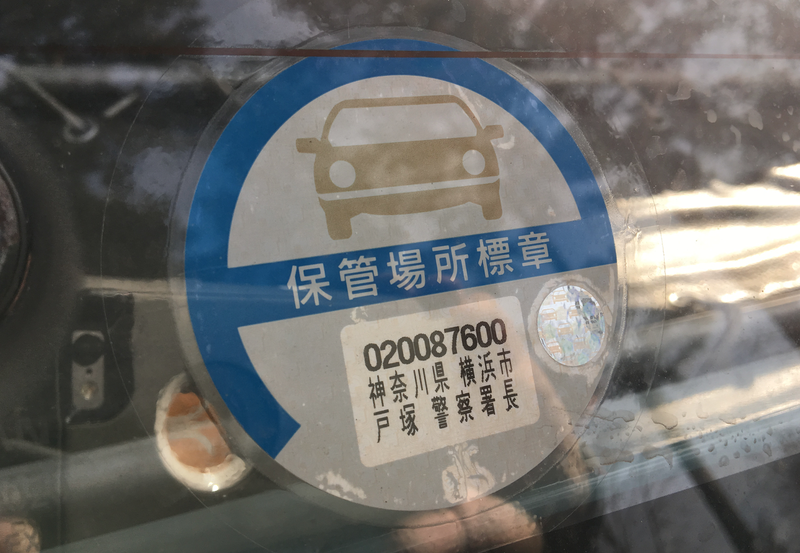 保管場所標章
020087600
神奈川県 横浜市
戸塚 警察署長